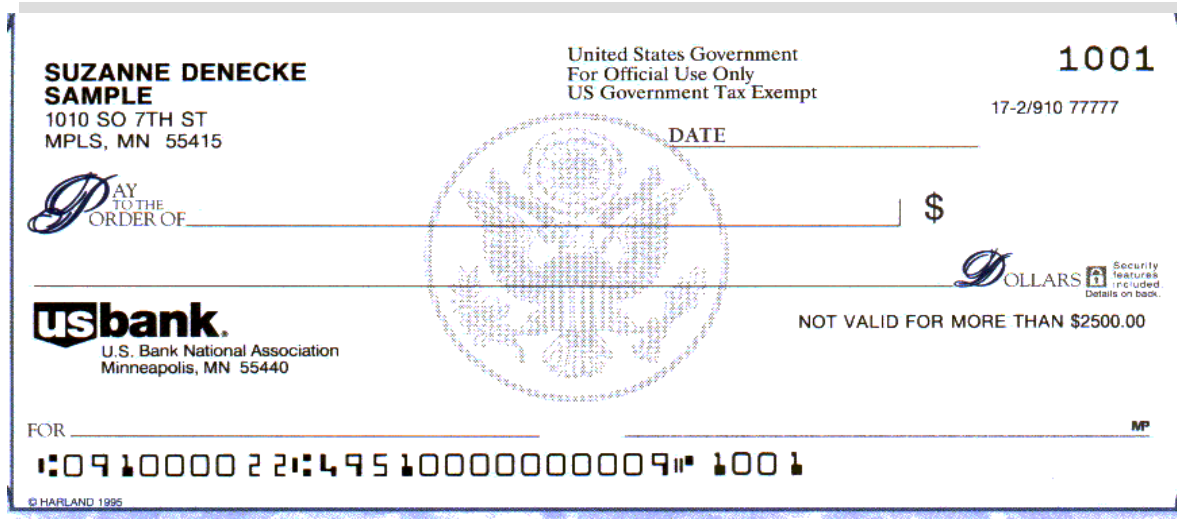 SUZANNE DENECKE
SAMPLE
1010 SO 7TH ST
MPLS, MN 55415
United States Government
For Official Use Only
US Government Tax Exempt
1001
17-2/910 77777
DATE
PAY
TO THE
ORDER OF
$
DOLLARS
Security
features
included.
Details on back.
usbank.
U.S. Bank National Association
Minneapolis, MN 55440
NOT VALID FOR MORE THAN $2500.00
FOR
MP
⑆091000022⑆4951000000000009⑈ 1001
© HARLAND 1995